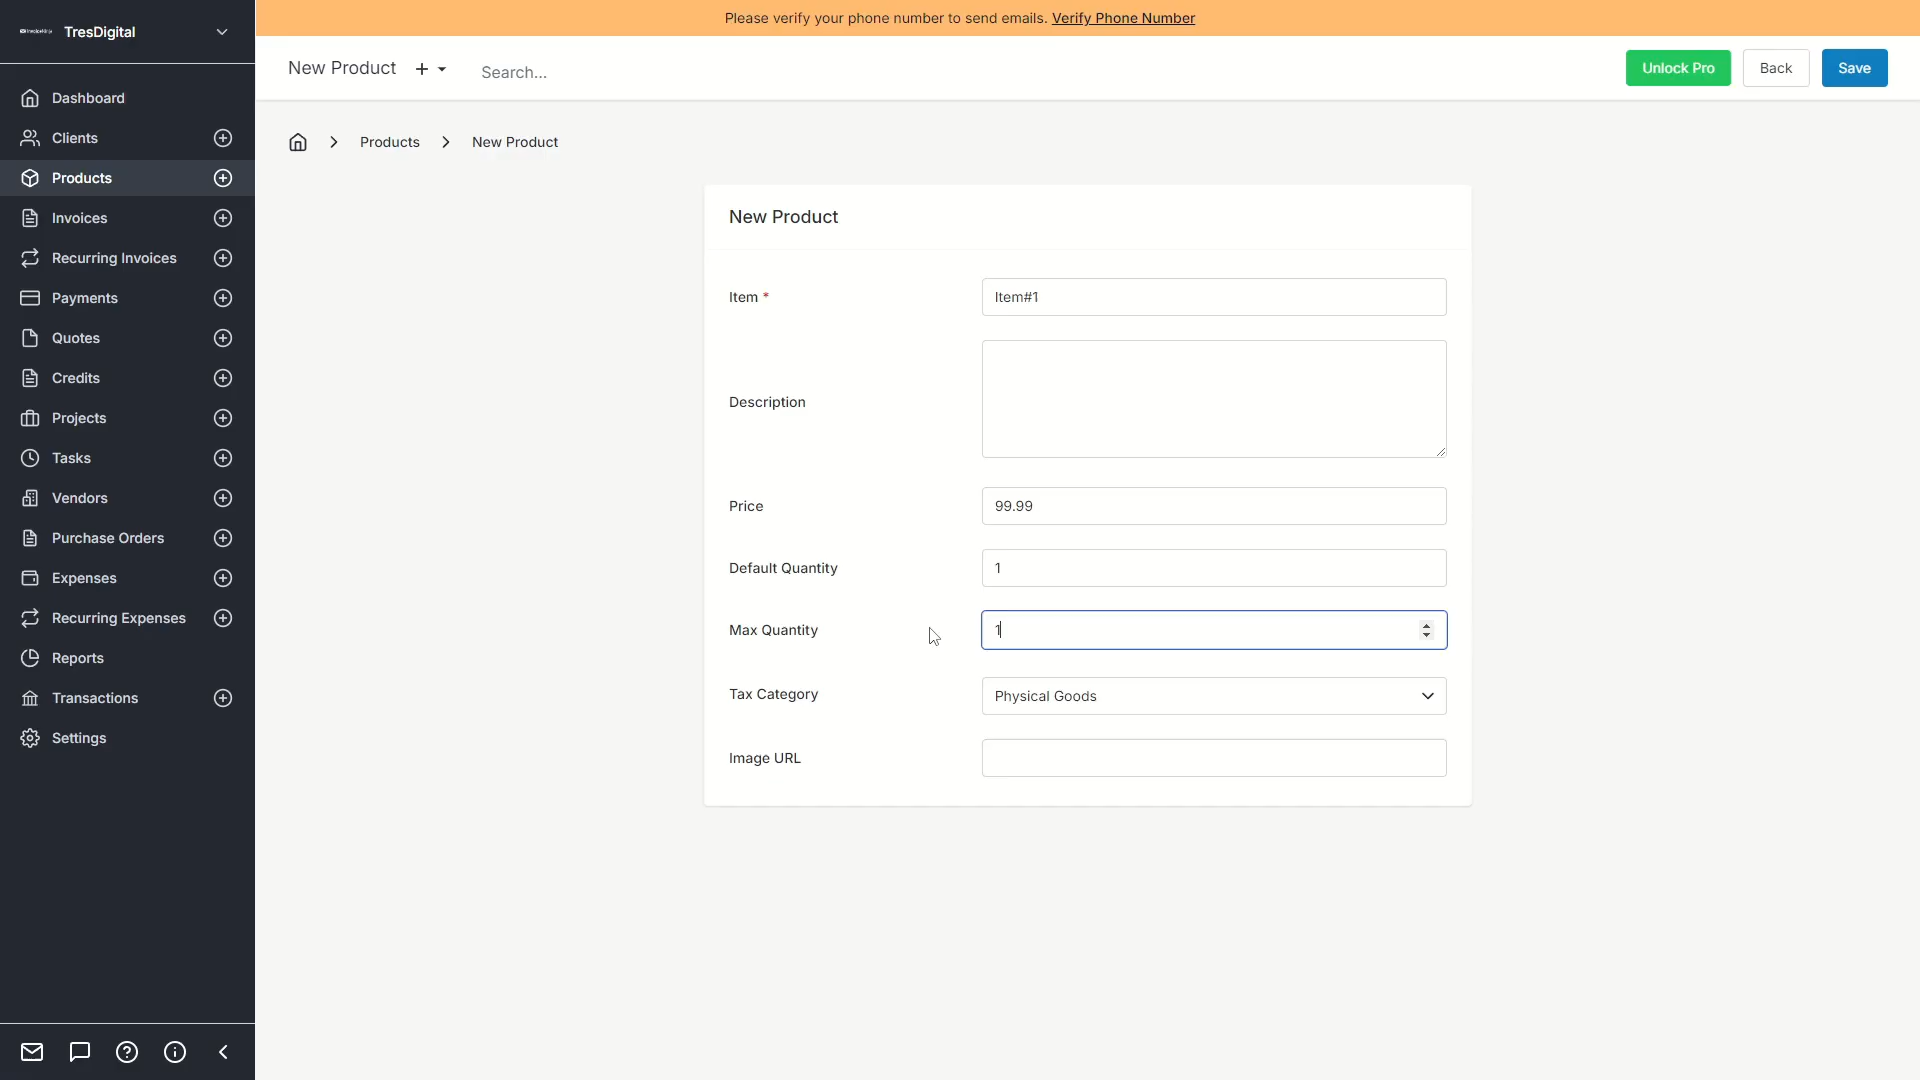 Please verify your phone number to send emails. Verify Phone Number
TresDigital
Dashboard
Clients
Products
Invoices
Recurring Invoices
Payments
Quotes
Credits
Projects
Tasks
Vendors
Purchase Orders
Expenses
Recurring Expenses
Reports
Transactions
Settings
New Product
Search...
Unlock Pro
Back
Save
Products
New Product
New Product
Item *
Item#1
Description
Price
99.99
Default Quantity
1
Max Quantity
1
Tax Category
Physical Goods
Image URL